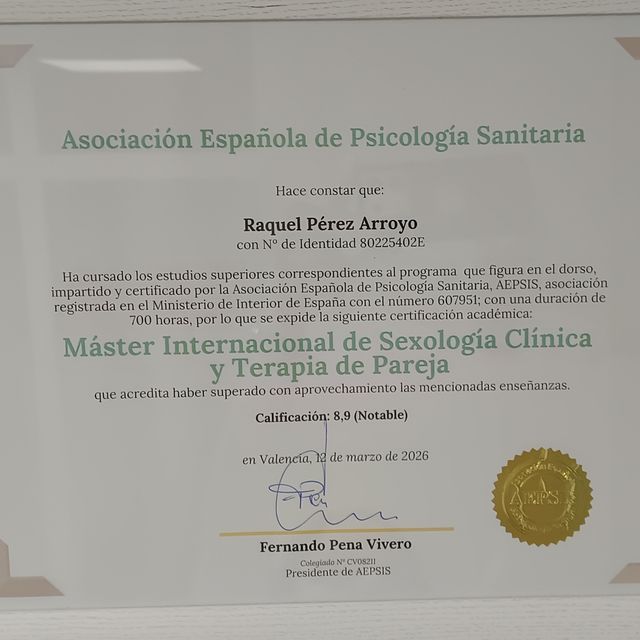 Asociación Española de Psicología Sanitaria
Hace constar que:
Raquel Pérez Arroyo
con Nº de Identidad 80225402E
Ha cursado los estudios superiores correspondientes al programa que figura en el dorso,
impartido y certificado por la Asociación Española de Psicología Sanitaria, AEPSIS, asociación
registrada en el Ministerio de Interior de España con el número 607951; con una duración de
700 horas, por lo que se expide la siguiente certificación académica:
Máster Internacional de Sexología Clínica
y Terapia de Pareja
que acredita haber superado con aprovechamiento las mencionadas enseñanzas.
Calificación: 8,9 (Notable)
en Valencia, 12 de marzo de 2026
Fernando Pena Vivero
Colegiado Nº CV08211
Presidente de AEPSIS